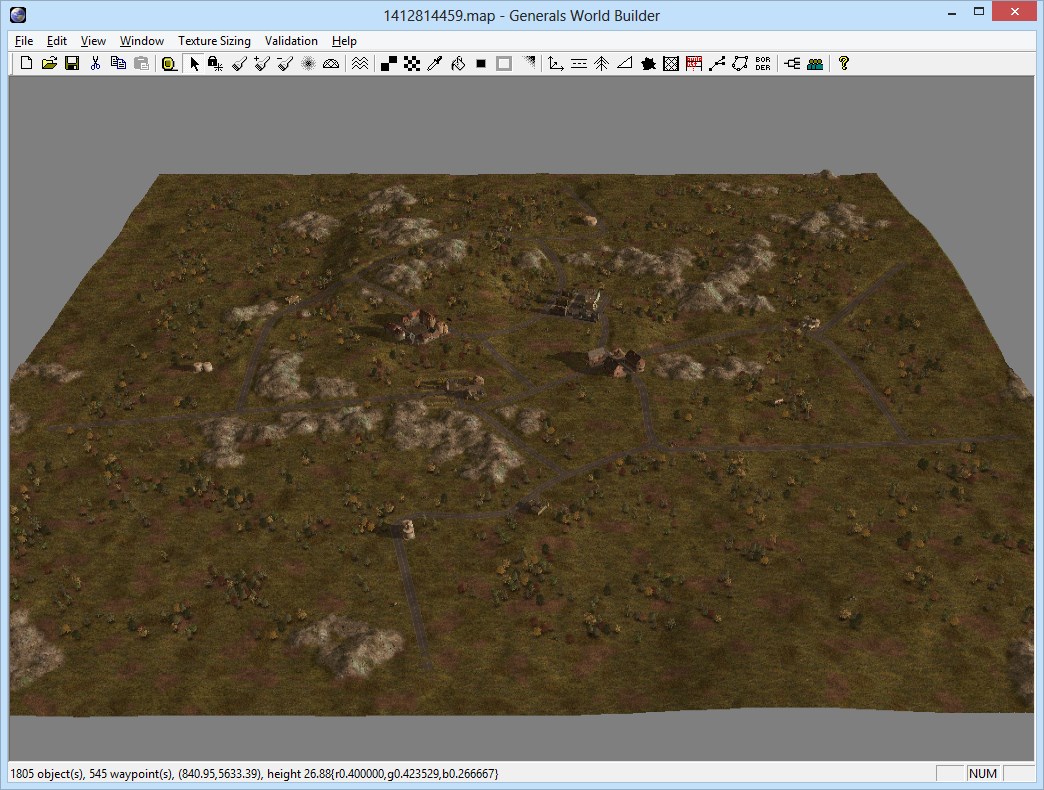 1412814459.map - Generals World Builder
File Edit View Window Texture Sizing Validation Help
BOR
DER
1805 object(s), 545 waypoint(s), (840.95,5633.39), height 26.88{r0.400000,g0.423529,b0.266667} NUM